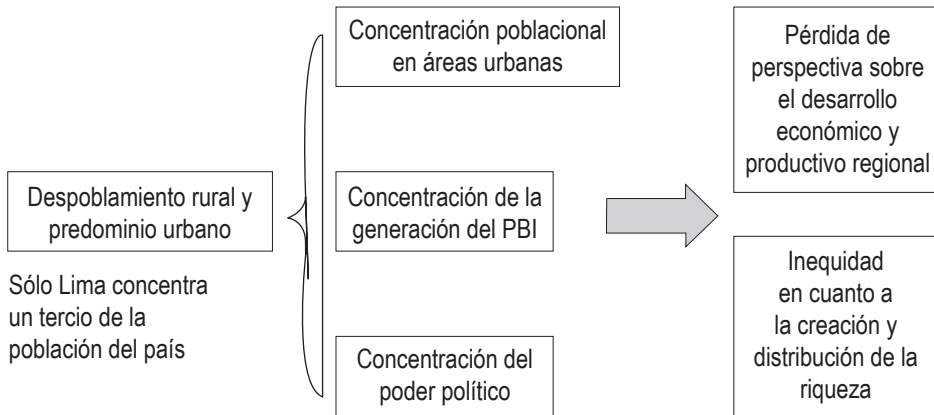 Despoblamiento rural y
predominio urbano
Sólo Lima concentra
un tercio de la
población del país
Concentración poblacional
en áreas urbanas
Concentración de la
generación del PBI
Concentración del
poder político
Pérdida de
perspectiva sobre
el desarrollo
económico y
productivo regional
Inequidad
en cuanto a
la creación y
distribución de la
riqueza